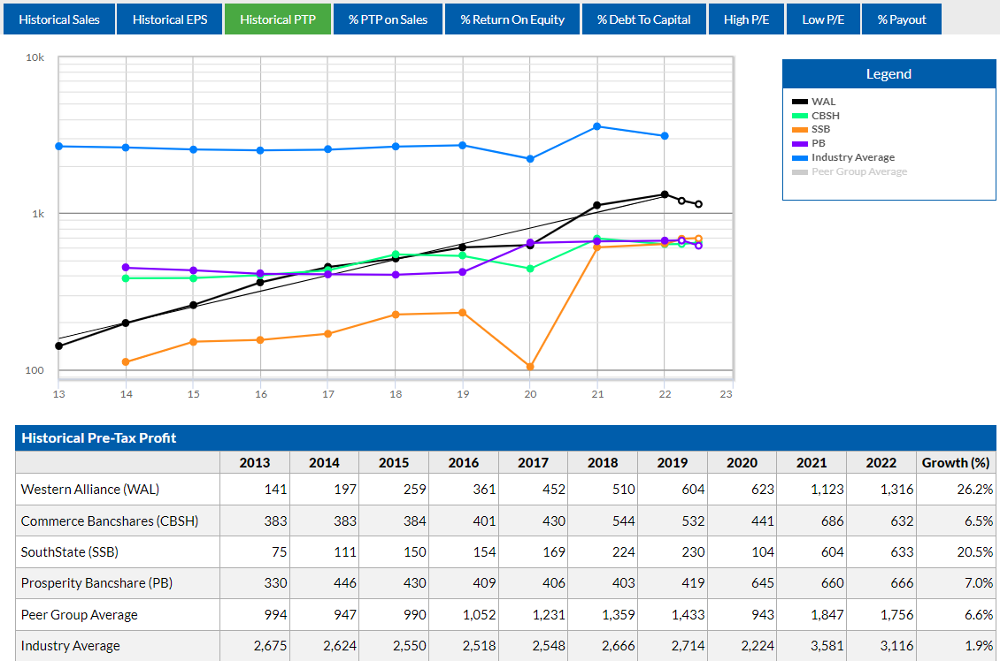 Historical Sales Historical EPS Historical PTP % PTP on Sales % Return On Equity % Debt To Capital High P/E Low P/E % Payout
10k
1k
100
13 14 15 16 17 18 19 20 21 22 23
Legend
WAL
CBSH
SSB
PB
Industry Average
Peer Group Average
Historical Pre-Tax Profit
2013 2014 2015 2016 2017 2018 2019 2020 2021 2022 Growth (%)
Western Alliance (WAL) 141 197 259 361 452 510 604 623 1,123 1,316 26.2%
Commerce Bancshares (CBSH) 383 383 384 401 430 544 532 441 686 632 6.5%
SouthState (SSB) 75 111 150 154 169 224 230 104 604 633 20.5%
Prosperity Bancshare (PB) 330 446 430 409 406 403 419 645 660 666 7.0%
Peer Group Average 994 947 990 1,052 1,231 1,359 1,433 943 1,847 1,756 6.6%
Industry Average 2,675 2,624 2,550 2,518 2,548 2,666 2,714 2,224 3,581 3,116 1.9%